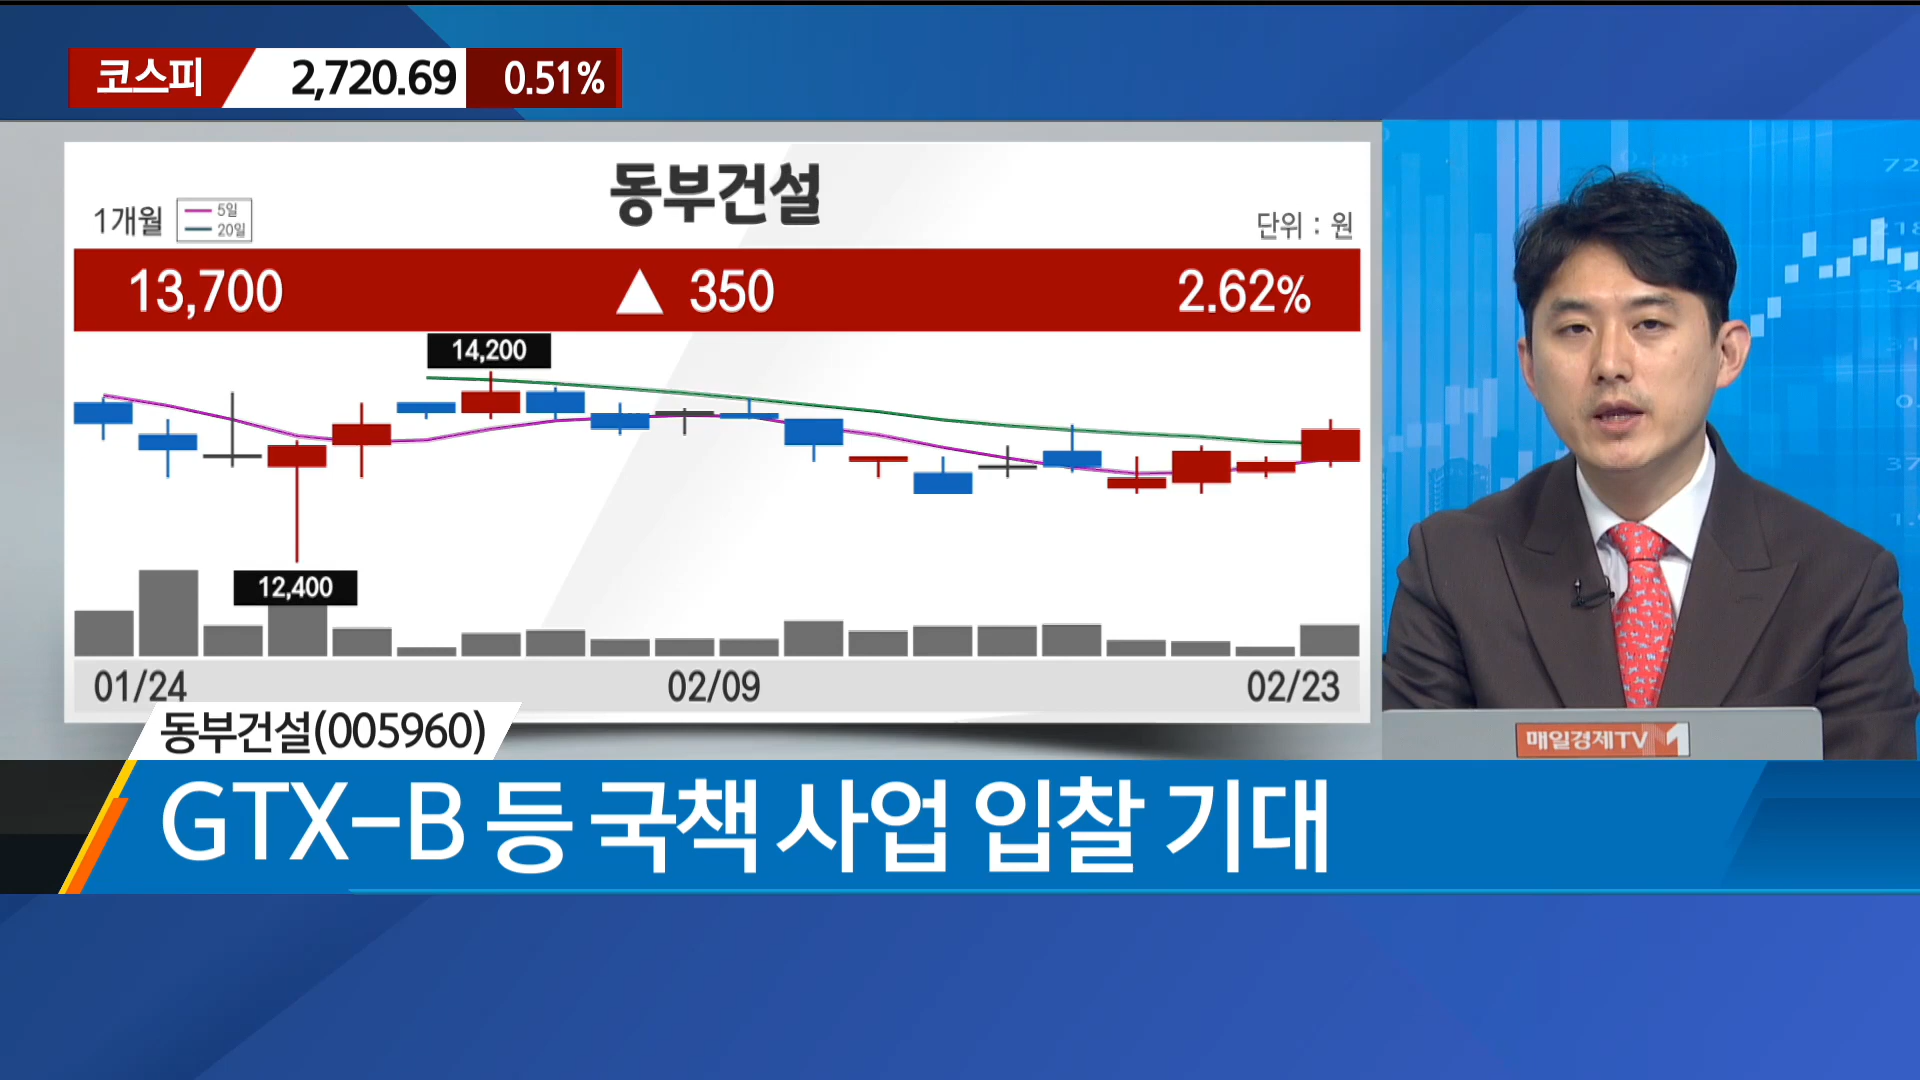 코스피 2,720.69 0.51%
동부건설
1개월 5일
20일
단위 : 원
13,700 ▲ 350 2.62%
14,200
12,400
01/24 02/09 02/23
동부건설(005960)
GTX-B 등 국책 사업 입찰 기대
매일경제TV M